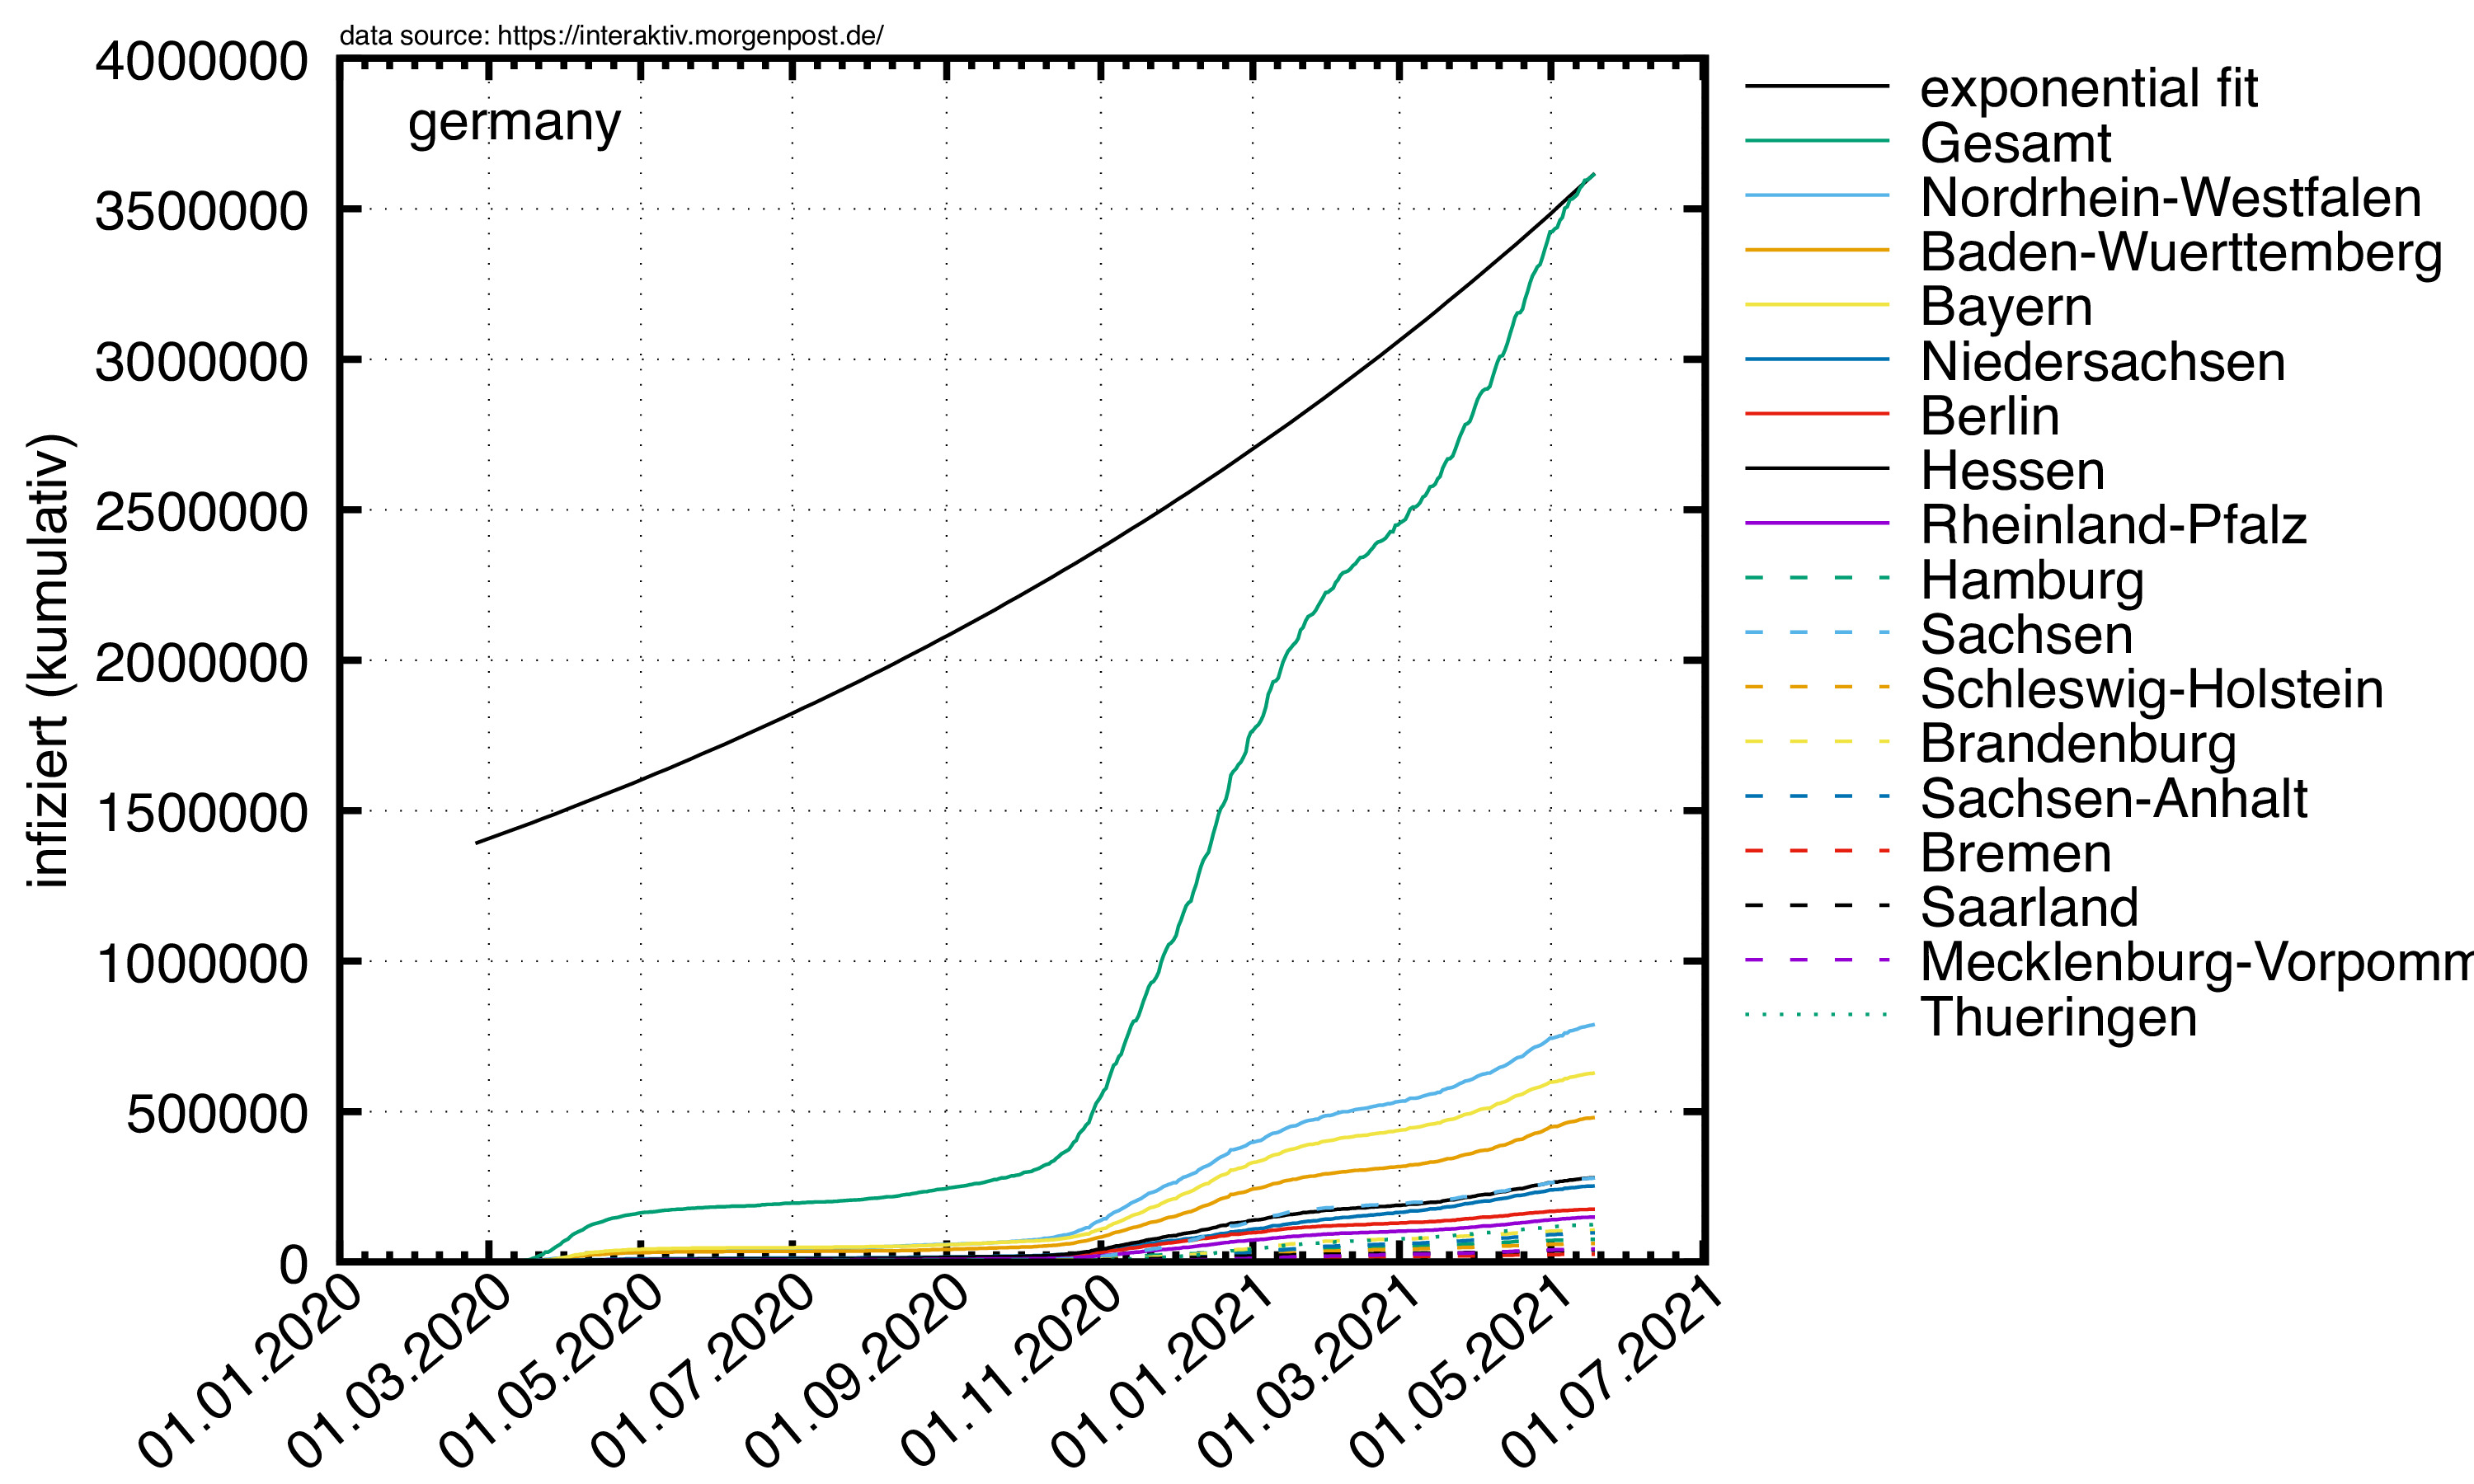 data source: https://interaktiv.morgenpost.de/
germany
infiziert (kumulativ)
4000000
3500000
3000000
2500000
2000000
1500000
1000000
500000
0
01.01.2020
01.03.2020
01.05.2020
01.07.2020
01.09.2020
01.11.2020
01.01.2021
01.03.2021
01.05.2021
01.07.2021
exponential fit
Gesamt
Nordrhein-Westfalen
Baden-Wuerttemberg
Bayern
Niedersachsen
Berlin
Hessen
Rheinland-Pfalz
Hamburg
Sachsen
Schleswig-Holstein
Brandenburg
Sachsen-Anhalt
Bremen
Saarland
Mecklenburg-Vorpomm
Thueringen